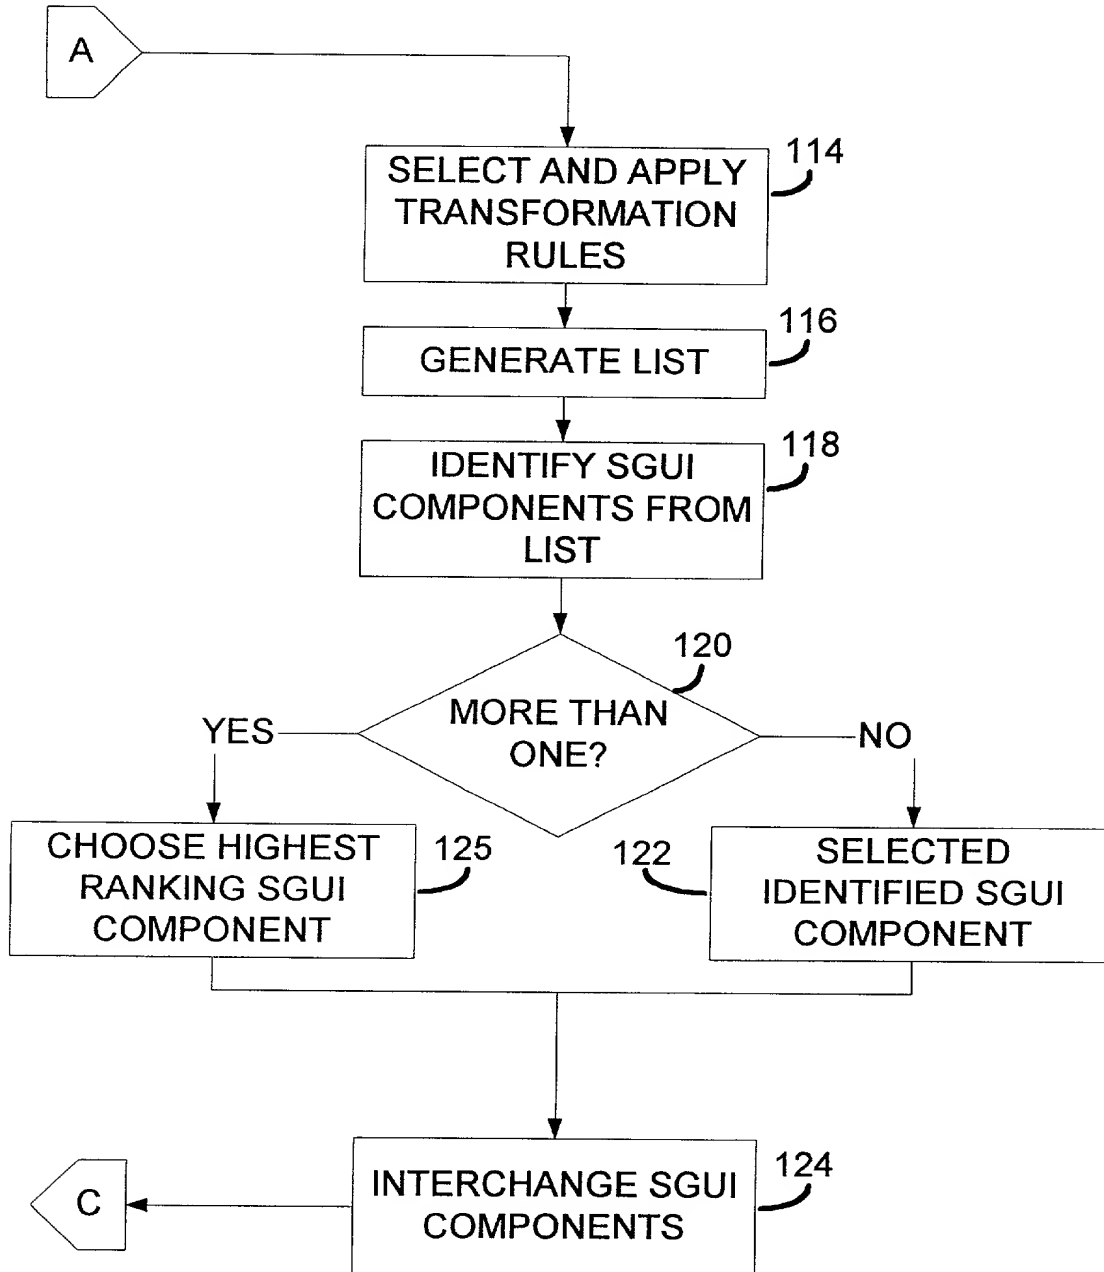 A
SELECT AND APPLY
TRANSFORMATION
RULES
114
GENERATE LIST
116
IDENTIFY SGUI
COMPONENTS FROM
LIST
118
MORE THAN
ONE?
120
YES
NO
CHOOSE HIGHEST
RANKING SGUI
COMPONENT
125
122
SELECTED
IDENTIFIED SGUI
COMPONENT
INTERCHANGE SGUI
COMPONENTS
124
C